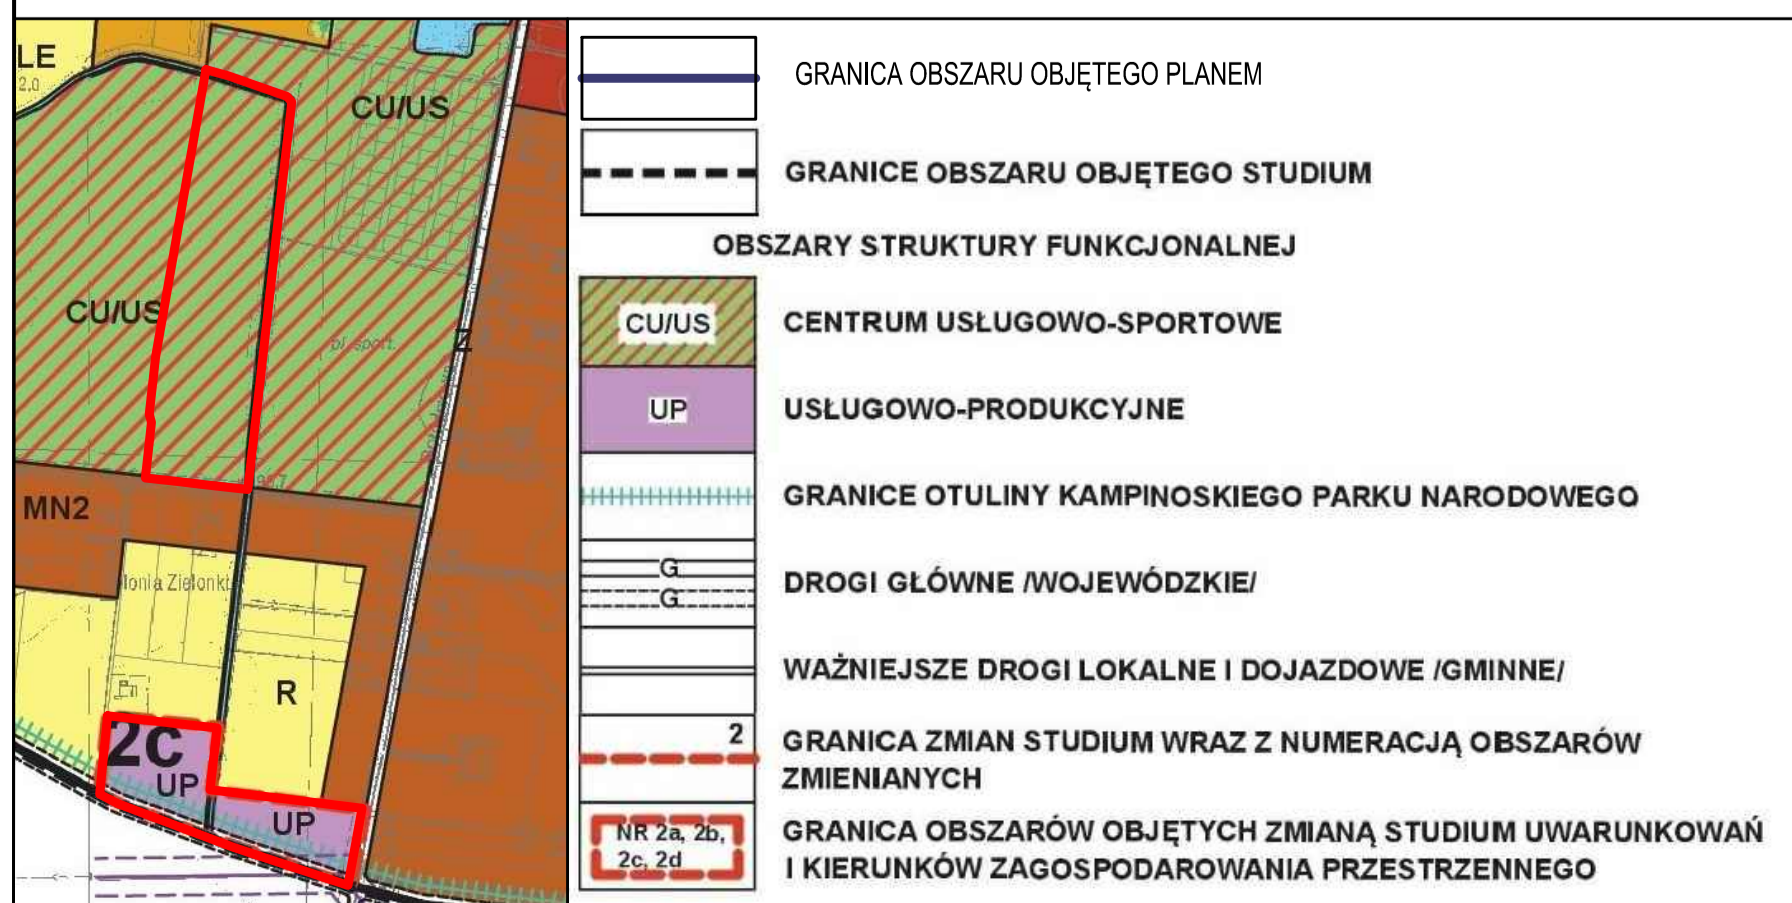 LE
2,0
CU/US
CU/US
pl. sport.
Z
MN2
lonia Zielonki
R
2c
UP
UP
GRANICA OBSZARU OBJĘTEGO PLANEM
GRANICE OBSZARU OBJĘTEGO STUDIUM
OBSZARY STRUKTURY FUNKCJONALNEJ
CU/US
CENTRUM USŁUGOWO-SPORTOWE
UP
USŁUGOWO-PRODUKCYJNE
GRANICE OTULINY KAMPINOSKIEGO PARKU NARODOWEGO
G
G
DROGI GŁÓWNE /WOJEWÓDZKIE/
WAŻNIEJSZE DROGI LOKALNE I DOJAZDOWE /GMINNE/
2
GRANICA ZMIAN STUDIUM WRAZ Z NUMERACJĄ OBSZARÓW
ZMIENIANYCH
NR 2a, 2b,
2c, 2d
GRANICA OBSZARÓW OBJĘTYCH ZMIANĄ STUDIUM UWARUNKOWAŃ
I KIERUNKÓW ZAGOSPODAROWANIA PRZESTRZENNEGO